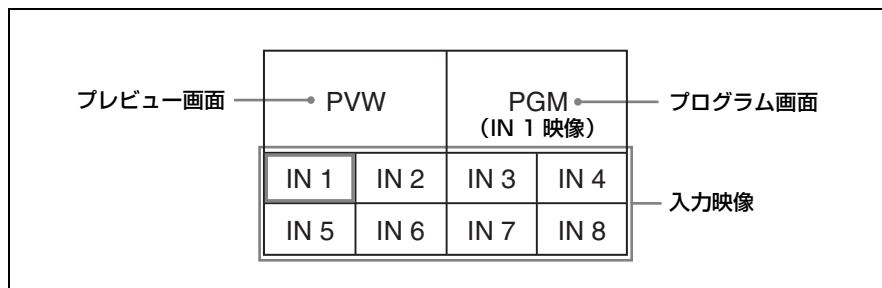 プレビュー画面
PVW
PGM
(IN 1 映像)
プログラム画面
IN 1 IN 2 IN 3 IN 4
入力映像
IN 5 IN 6 IN 7 IN 8